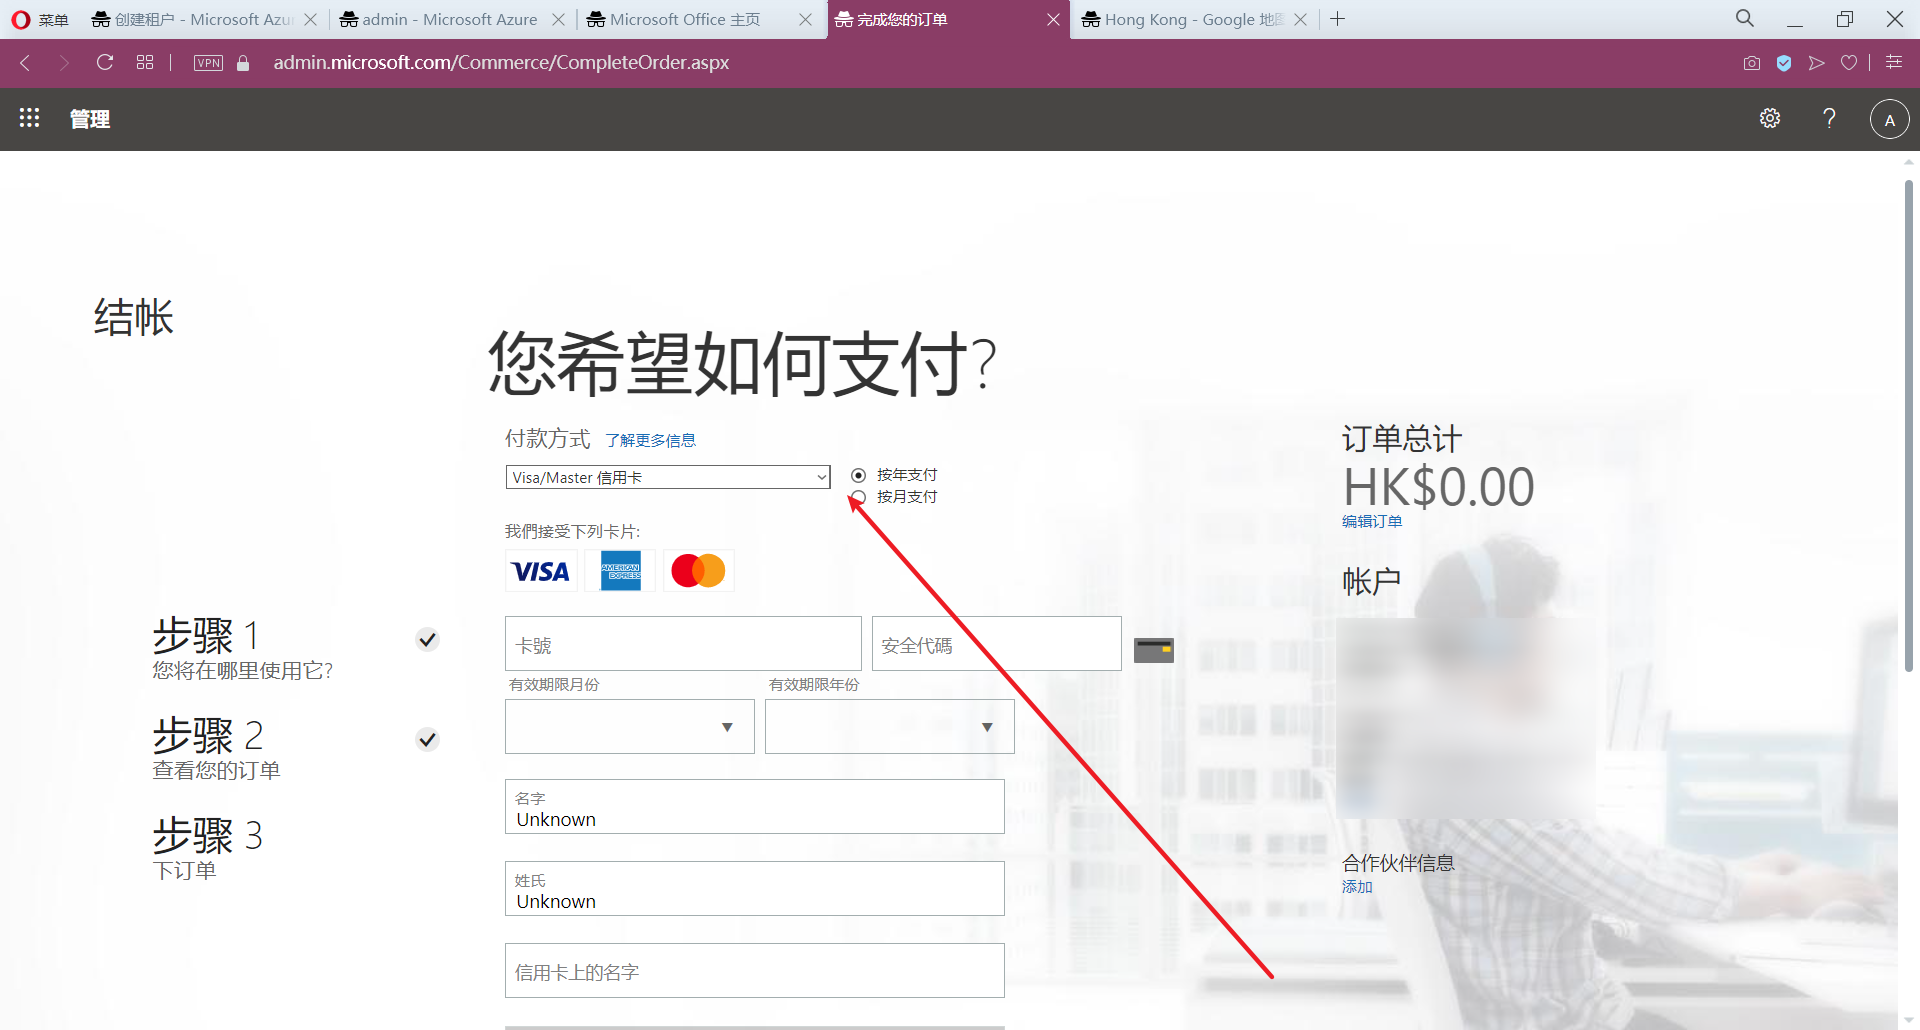 菜单
创建租户 - Microsoft Azu
admin - Microsoft Azure
Microsoft Office 主页
完成您的订单
Hong Kong - Google 地图
VPN
admin.microsoft.com/Commerce/CompleteOrder.aspx
管理
A
结帐
您希望如何支付?
付款方式 了解更多信息
Visa/Master 信用卡
按年支付
按月支付
我們接受下列卡片:
VISA
AMERICAN EXPRESS
卡號
安全代碼
有效期限月份
有效期限年份
名字
Unknown
姓氏
Unknown
信用卡上的名字
步骤 1
您将在哪里使用它?
步骤 2
查看您的订单
步骤 3
下订单
订单总计
HK$0.00
编辑订单
帐户
合作伙伴信息
添加